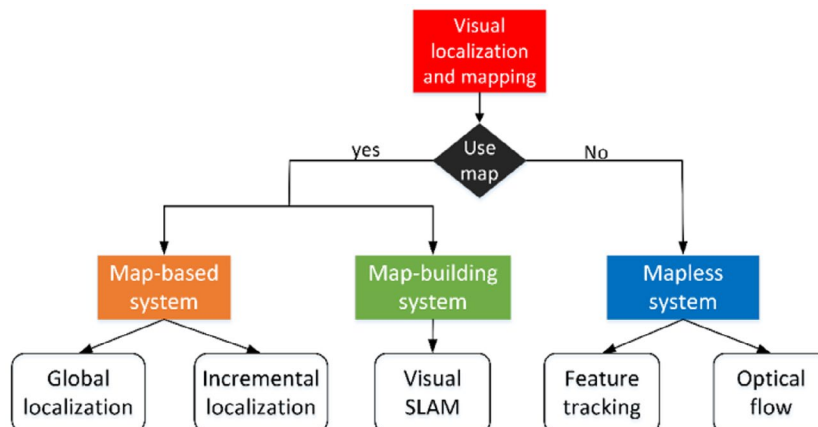 Visual
localization
and mapping
yes
Use
map
No
Map-based
system
Map-building
system
Mapless
system
Global
localization
Incremental
localization
Visual
SLAM
Feature
tracking
Optical
flow